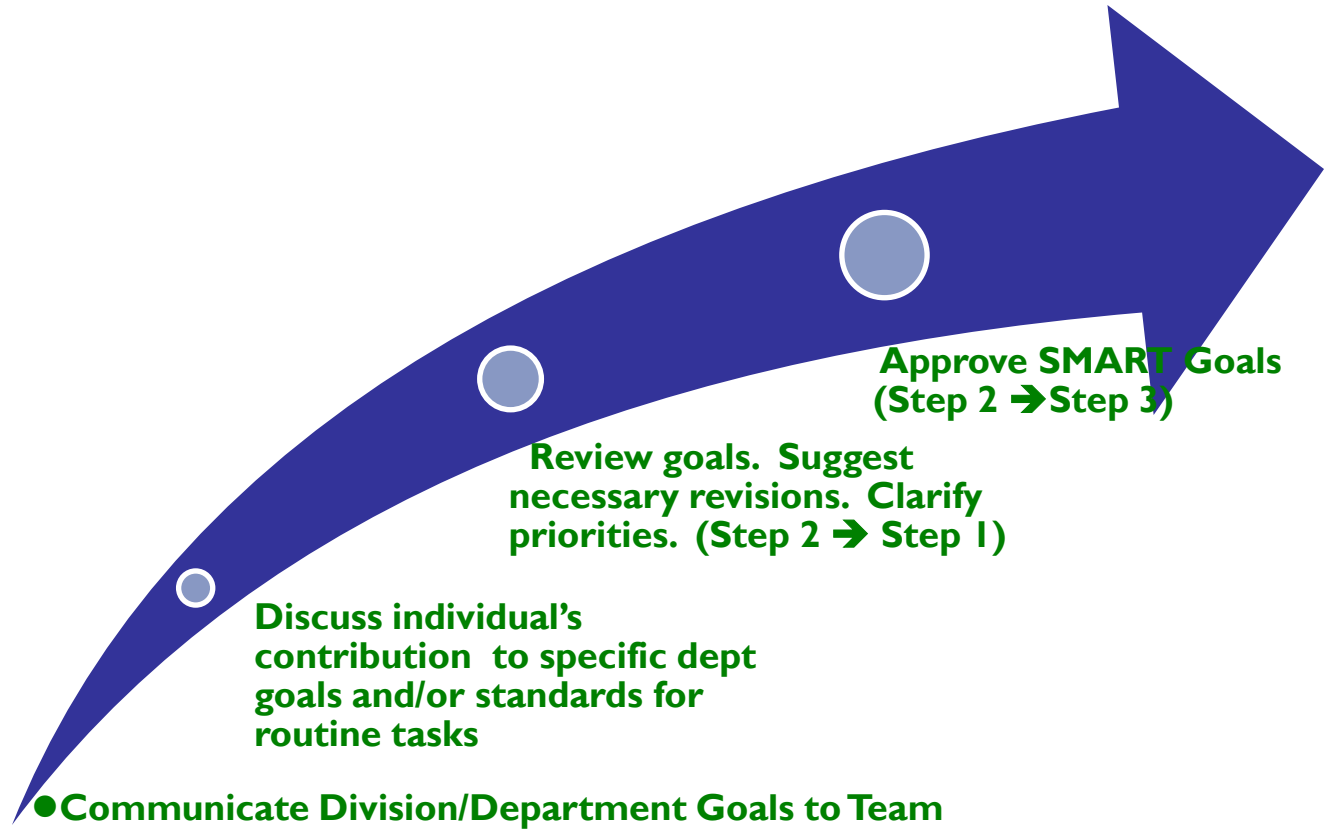 Approve SMART Goals
(Step 2 ➔Step 3)
Review goals.  Suggest
necessary revisions.  Clarify
priorities.  (Step 2 ➔ Step 1)
Discuss individual’s
contribution  to specific dept
goals and/or standards for
routine tasks
●Communicate Division/Department Goals to Team